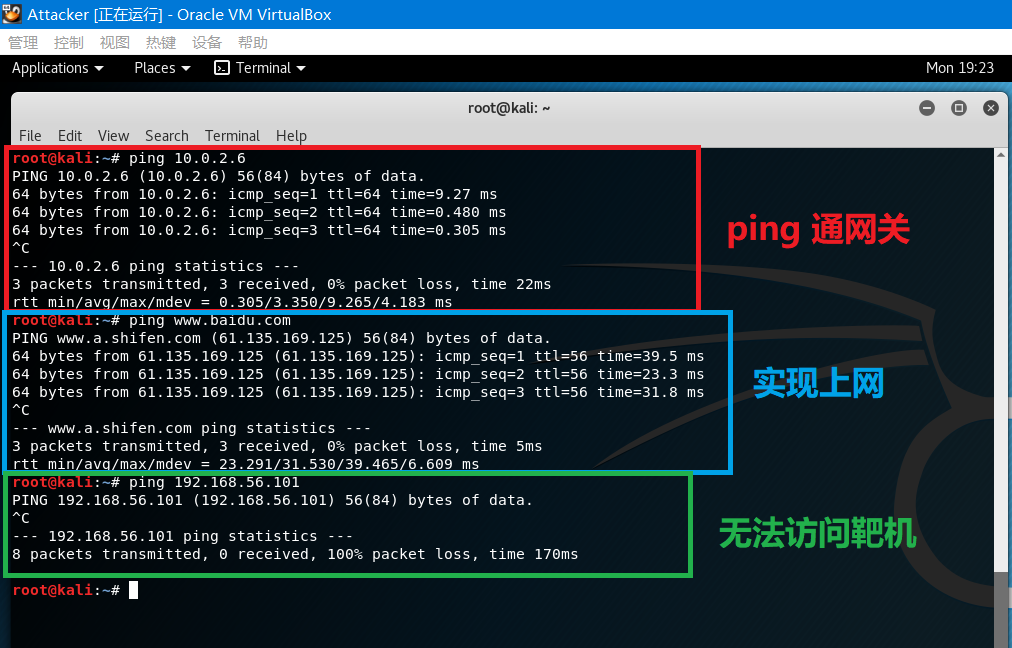 Attacker [正在运行] - Oracle VM VirtualBox
管理 控制 视图 热键 设备 帮助
Applications Places Terminal Mon 19:23
root@kali: ~
File Edit View Search Terminal Help
root@kali:~# ping 10.0.2.6
PING 10.0.2.6 (10.0.2.6) 56(84) bytes of data.
64 bytes from 10.0.2.6: icmp_seq=1 ttl=64 time=9.27 ms
64 bytes from 10.0.2.6: icmp_seq=2 ttl=64 time=0.480 ms
64 bytes from 10.0.2.6: icmp_seq=3 ttl=64 time=0.305 ms
^C
--- 10.0.2.6 ping statistics ---
3 packets transmitted, 3 received, 0% packet loss, time 22ms
rtt min/avg/max/mdev = 0.305/3.350/9.265/4.183 ms
ping 通网关
root@kali:~# ping www.baidu.com
PING www.a.shifen.com (61.135.169.125) 56(84) bytes of data.
64 bytes from 61.135.169.125 (61.135.169.125): icmp_seq=1 ttl=56 time=39.5 ms
64 bytes from 61.135.169.125 (61.135.169.125): icmp_seq=2 ttl=56 time=23.3 ms
64 bytes from 61.135.169.125 (61.135.169.125): icmp_seq=3 ttl=56 time=31.8 ms
^C
--- www.a.shifen.com ping statistics ---
3 packets transmitted, 3 received, 0% packet loss, time 5ms
rtt min/avg/max/mdev = 23.291/31.530/39.465/6.609 ms
实现上网
root@kali:~# ping 192.168.56.101
PING 192.168.56.101 (192.168.56.101) 56(84) bytes of data.
^C
--- 192.168.56.101 ping statistics ---
8 packets transmitted, 0 received, 100% packet loss, time 170ms
无法访问靶机
root@kali:~#